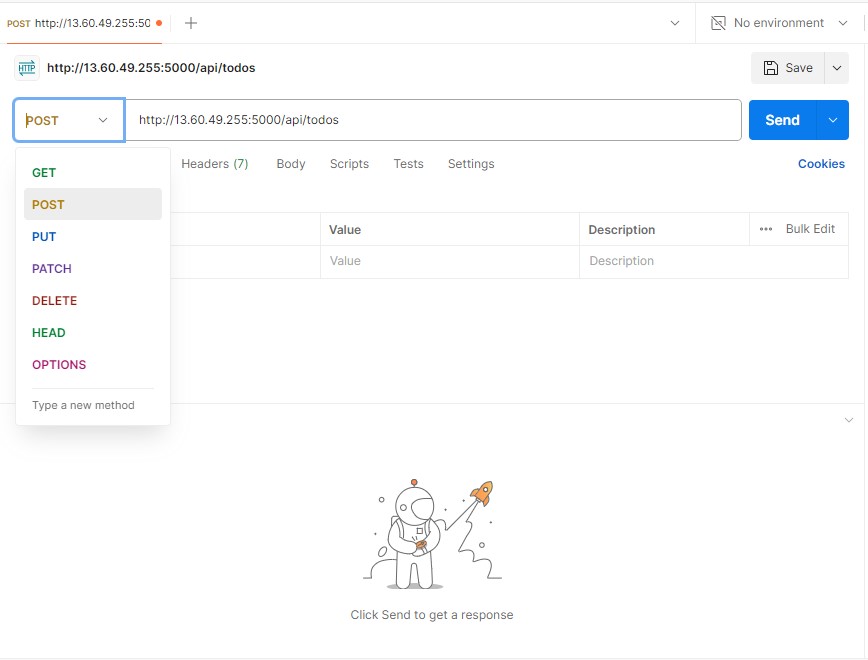 POST http://13.60.49.255:50
No environment
HTTP http://13.60.49.255:5000/api/todos
Save
POST http://13.60.49.255:5000/api/todos
Send
Headers (7) Body Scripts Tests Settings Cookies
GET
POST
PUT
PATCH
DELETE
HEAD
OPTIONS
Type a new method
Value Description Bulk Edit
Value Description
Click Send to get a response